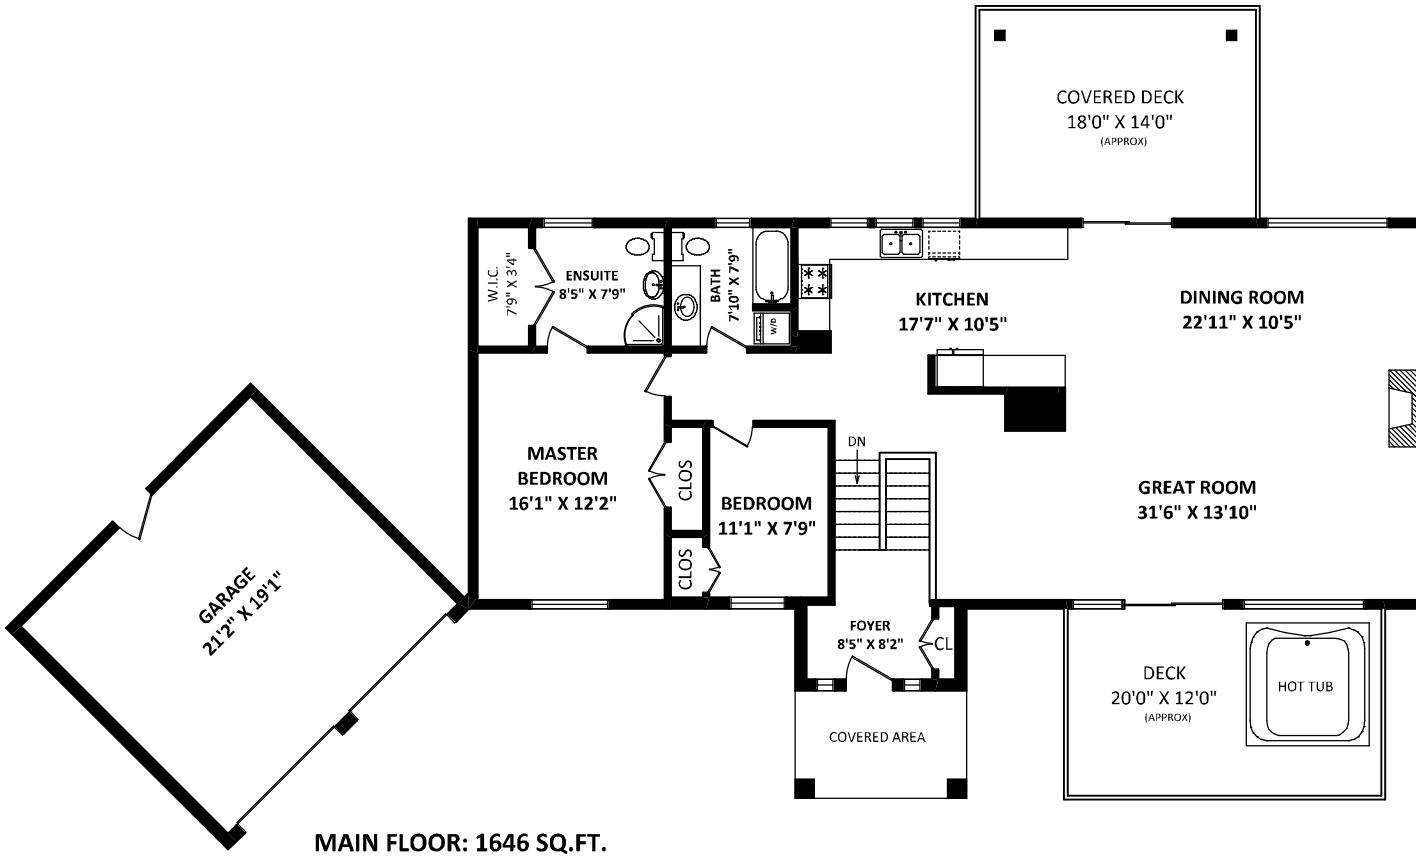 COVERED DECK
18'0" X 14'0"
(APPROX)
W.I.C.
7'9" X 3'4"
ENSUITE
8'5" X 7'9"
BATH
7'10" X 7'9"
W/D
KITCHEN
17'7" X 10'5"
DINING ROOM
22'11" X 10'5"
MASTER
BEDROOM
16'1" X 12'2"
CLOS
BEDROOM
11'1" X 7'9"
CLOS
DN
GREAT ROOM
31'6" X 13'10"
GARAGE
21'2" X 19'1"
FOYER
8'5" X 8'2"
CL
COVERED AREA
DECK
20'0" X 12'0"
(APPROX)
HOT TUB
MAIN FLOOR: 1646 SQ.FT.